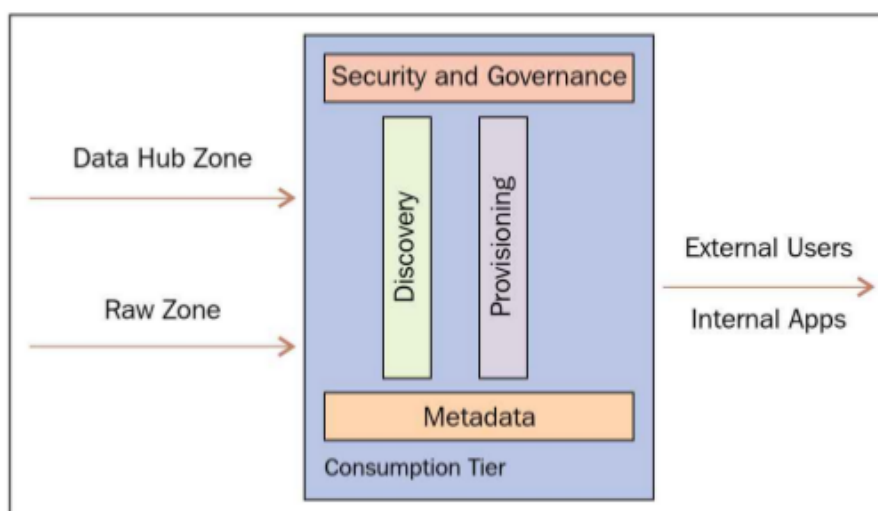 Security and Governance
Data Hub Zone
Discovery
Provisioning
External Users
Raw Zone
Internal Apps
Metadata
Consumption Tier